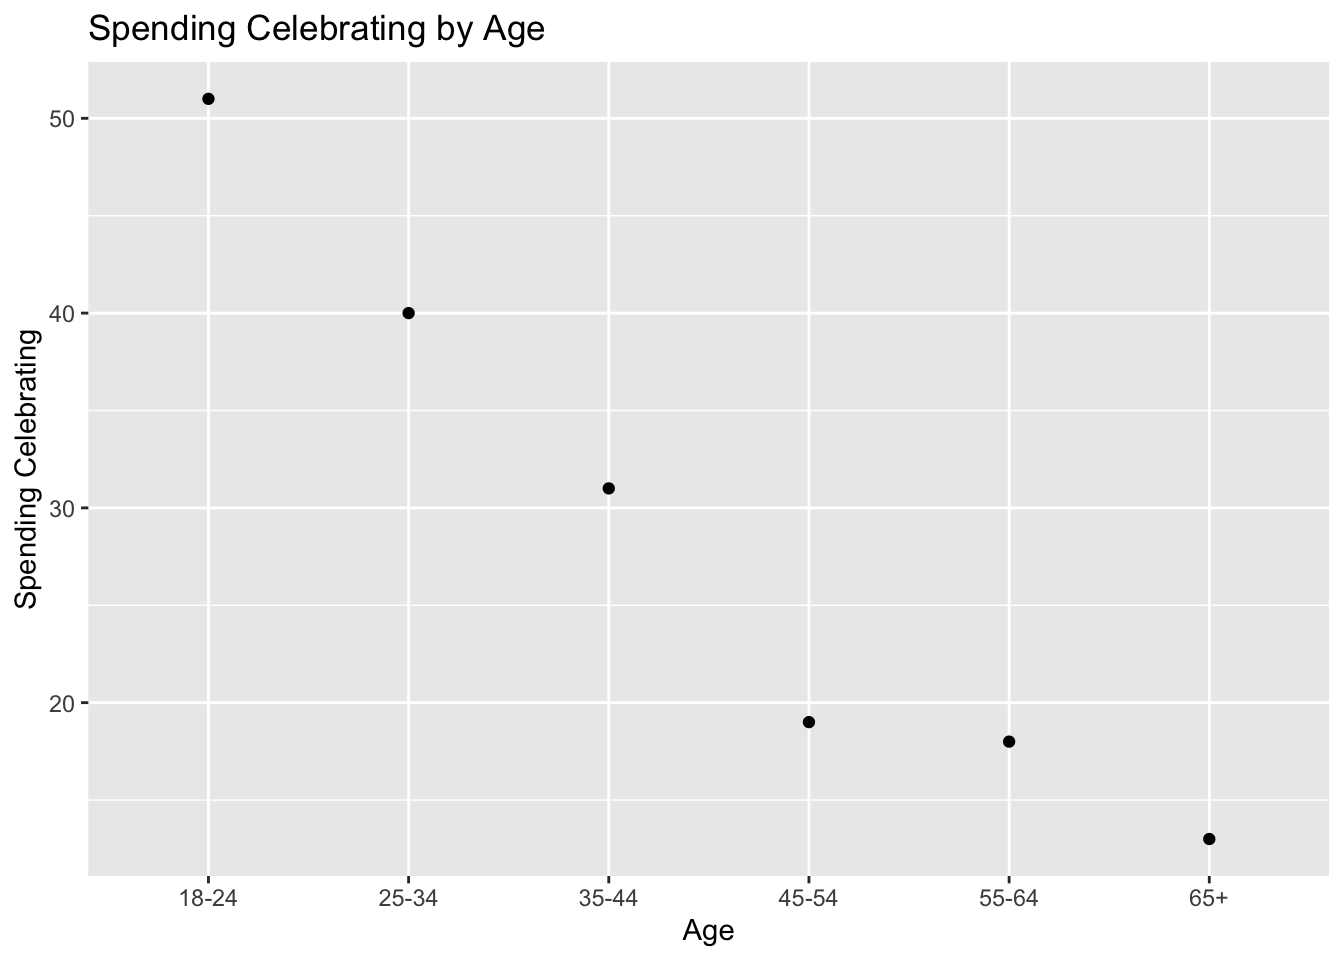 Spending Celebrating by Age
Spending Celebrating
50
40
30
20
18-24 25-34 35-44 45-54 55-64 65+
Age